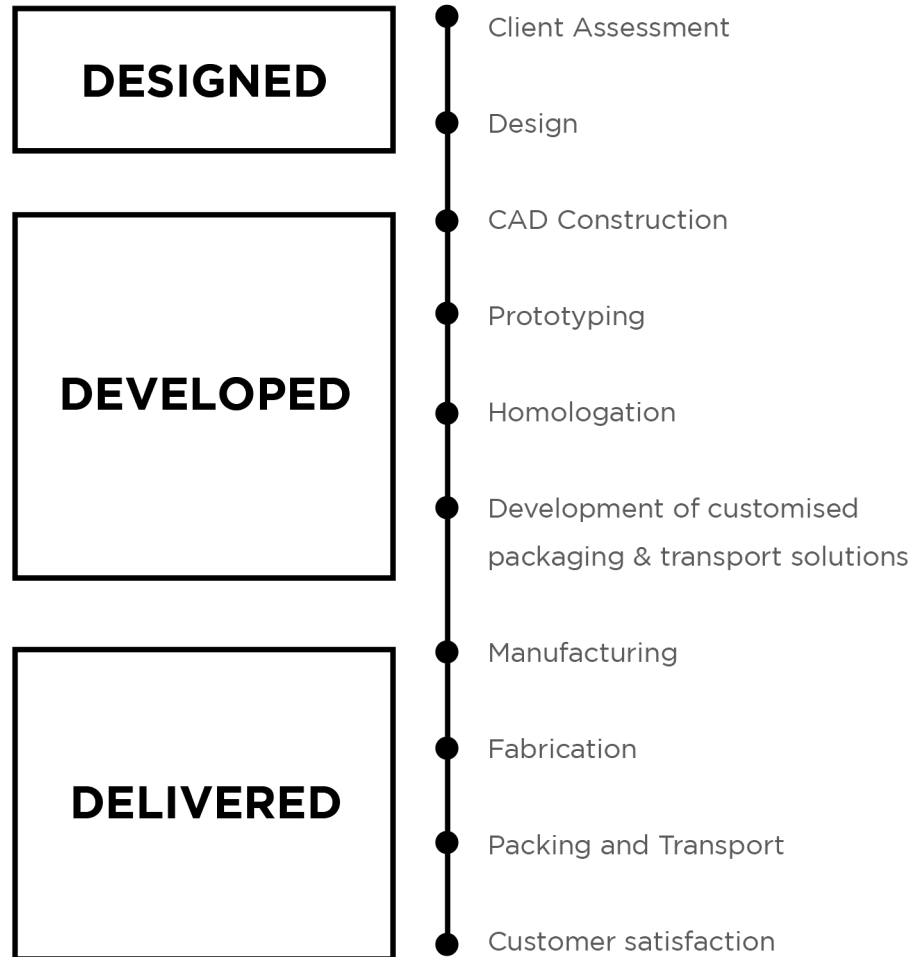 DESIGNED
Client Assessment
Design
DEVELOPED
CAD Construction
Prototyping
Homologation
Development of customised
packaging & transport solutions
DELIVERED
Manufacturing
Fabrication
Packing and Transport
Customer satisfaction